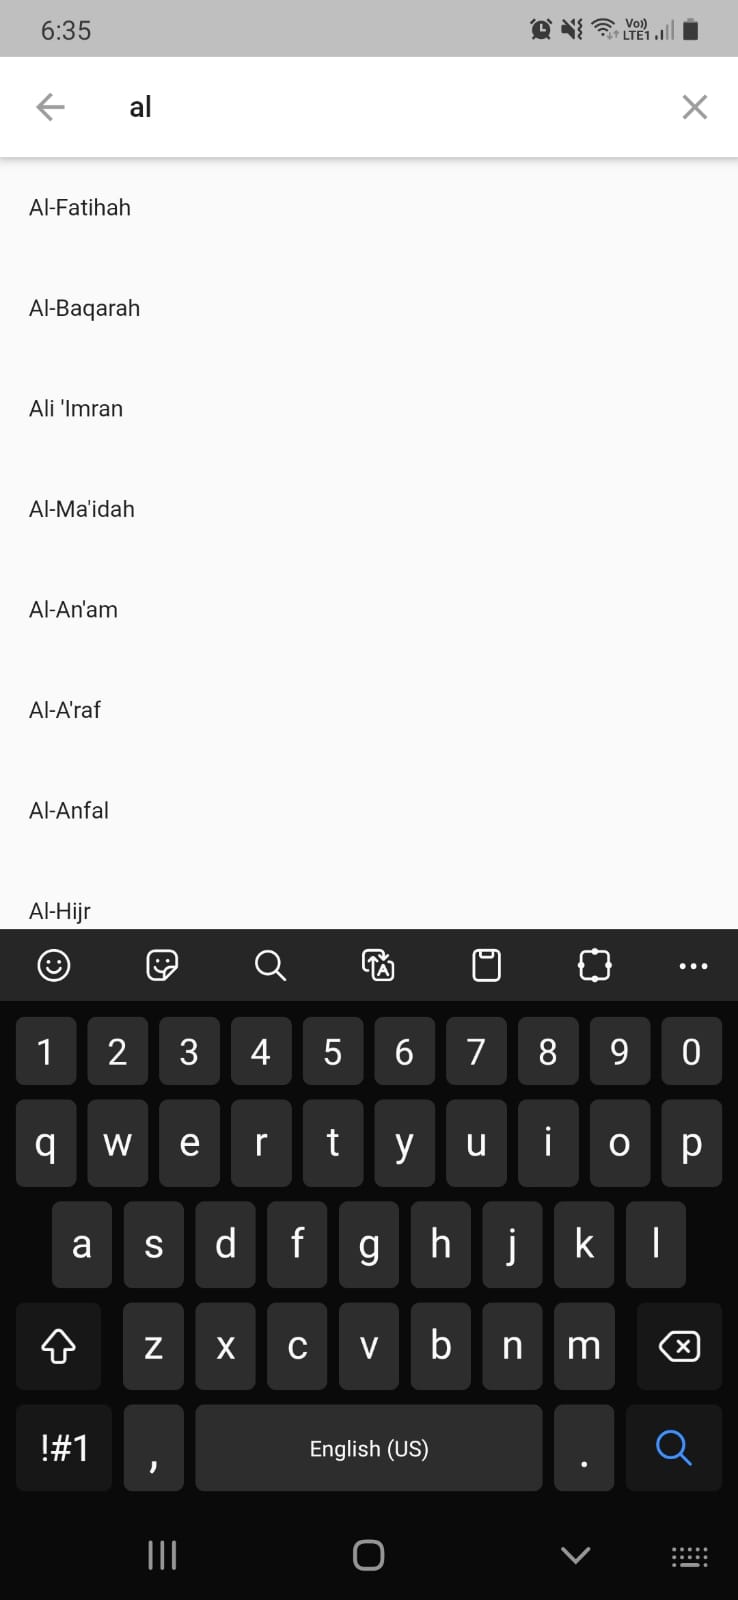 6:35
Vo))
LTE1
al
Al-Fatihah
Al-Baqarah
Ali 'Imran
Al-Ma'idah
Al-An'am
Al-A'raf
Al-Anfal
Al-Hijr
1 2 3 4 5 6 7 8 9 0
q w e r t y u i o p
a s d f g h j k l
z x c v b n m
!#1 , English (US) .